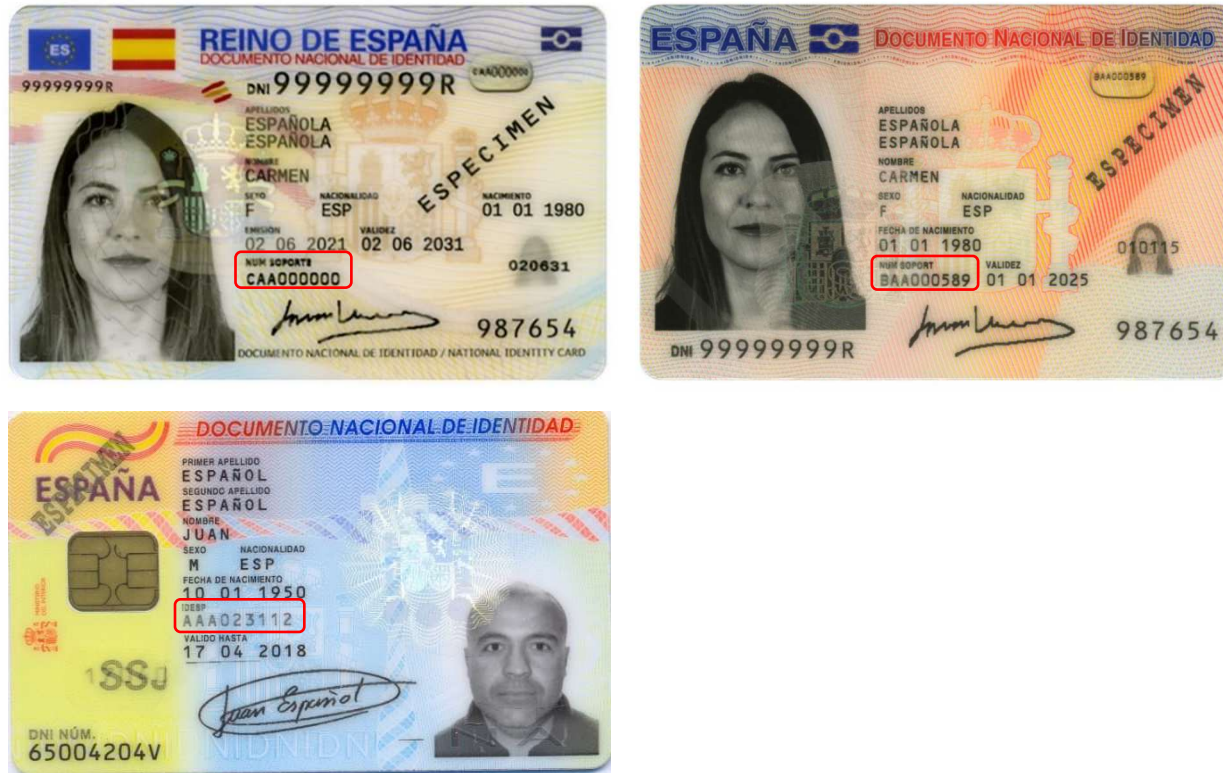 ES
REINO DE ESPAÑA
DOCUMENTO NACIONAL DE IDENTIDAD
99999999R
DNI 99999999R
CAA000000
APELLIDOS
ESPAÑOLA
ESPAÑOLA
ESPECIMEN
NOMBRE
CARMEN
SEXO NACIONALIDAD NACIMIENTO
F ESP 01 01 1980
EMISIÓN VALIDEZ
02 06 2021 02 06 2031
NUM SOPORTE
CAA000000
020631
987654
DOCUMENTO NACIONAL DE IDENTIDAD / NATIONAL IDENTITY CARD
ESPAÑA DOCUMENTO NACIONAL DE IDENTIDAD
BAA000589
APELLIDOS
ESPAÑOLA
ESPAÑOLA
ESPECIMEN
NOMBRE
CARMEN
SEXO NACIONALIDAD
F ESP
FECHA DE NACIMIENTO
01 01 1980
010115
NUM SOPORT VALIDEZ
BAA000589 01 01 2025
987654
DNI 99999999R
DOCUMENTO NACIONAL DE IDENTIDAD
ESPAÑA
ESPECIMEN
PRIMER APELLIDO
ESPAÑOL
SEGUNDO APELLIDO
ESPAÑOL
NOMBRE
JUAN
SEXO NACIONALIDAD
M ESP
FECHA DE NACIMIENTO
10 01 1950
IDESP
AAA023112
VALIDO HASTA
17 04 2018
Juan Español
DNI NÚM.
65004204V